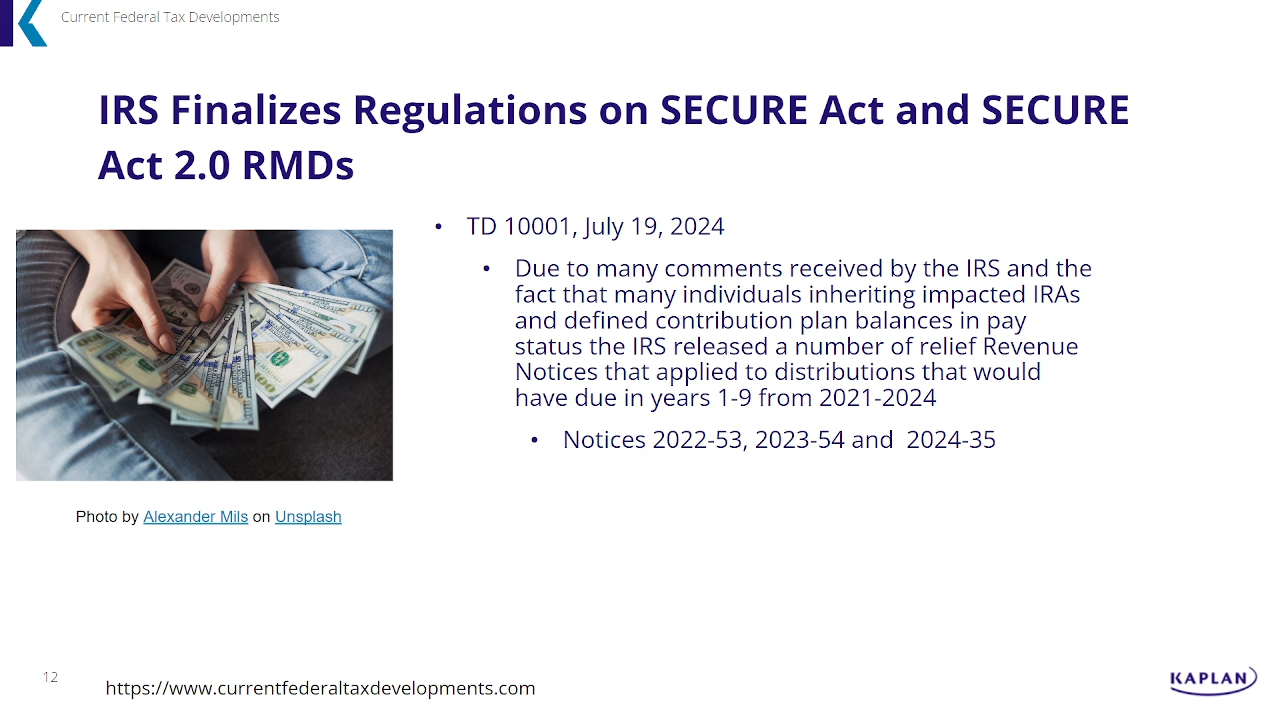 Current Federal Tax Developments
IRS Finalizes Regulations on SECURE Act and SECURE
Act 2.0 RMDs
• TD 10001, July 19, 2024
• Due to many comments received by the IRS and the
fact that many individuals inheriting impacted IRAs
and defined contribution plan balances in pay
status the IRS released a number of relief Revenue
Notices that applied to distributions that would
have due in years 1-9 from 2021-2024
• Notices 2022-53, 2023-54 and 2024-35
Photo by Alexander Mils on Unsplash
12
https://www.currentfederaltaxdevelopments.com
KAPLAN